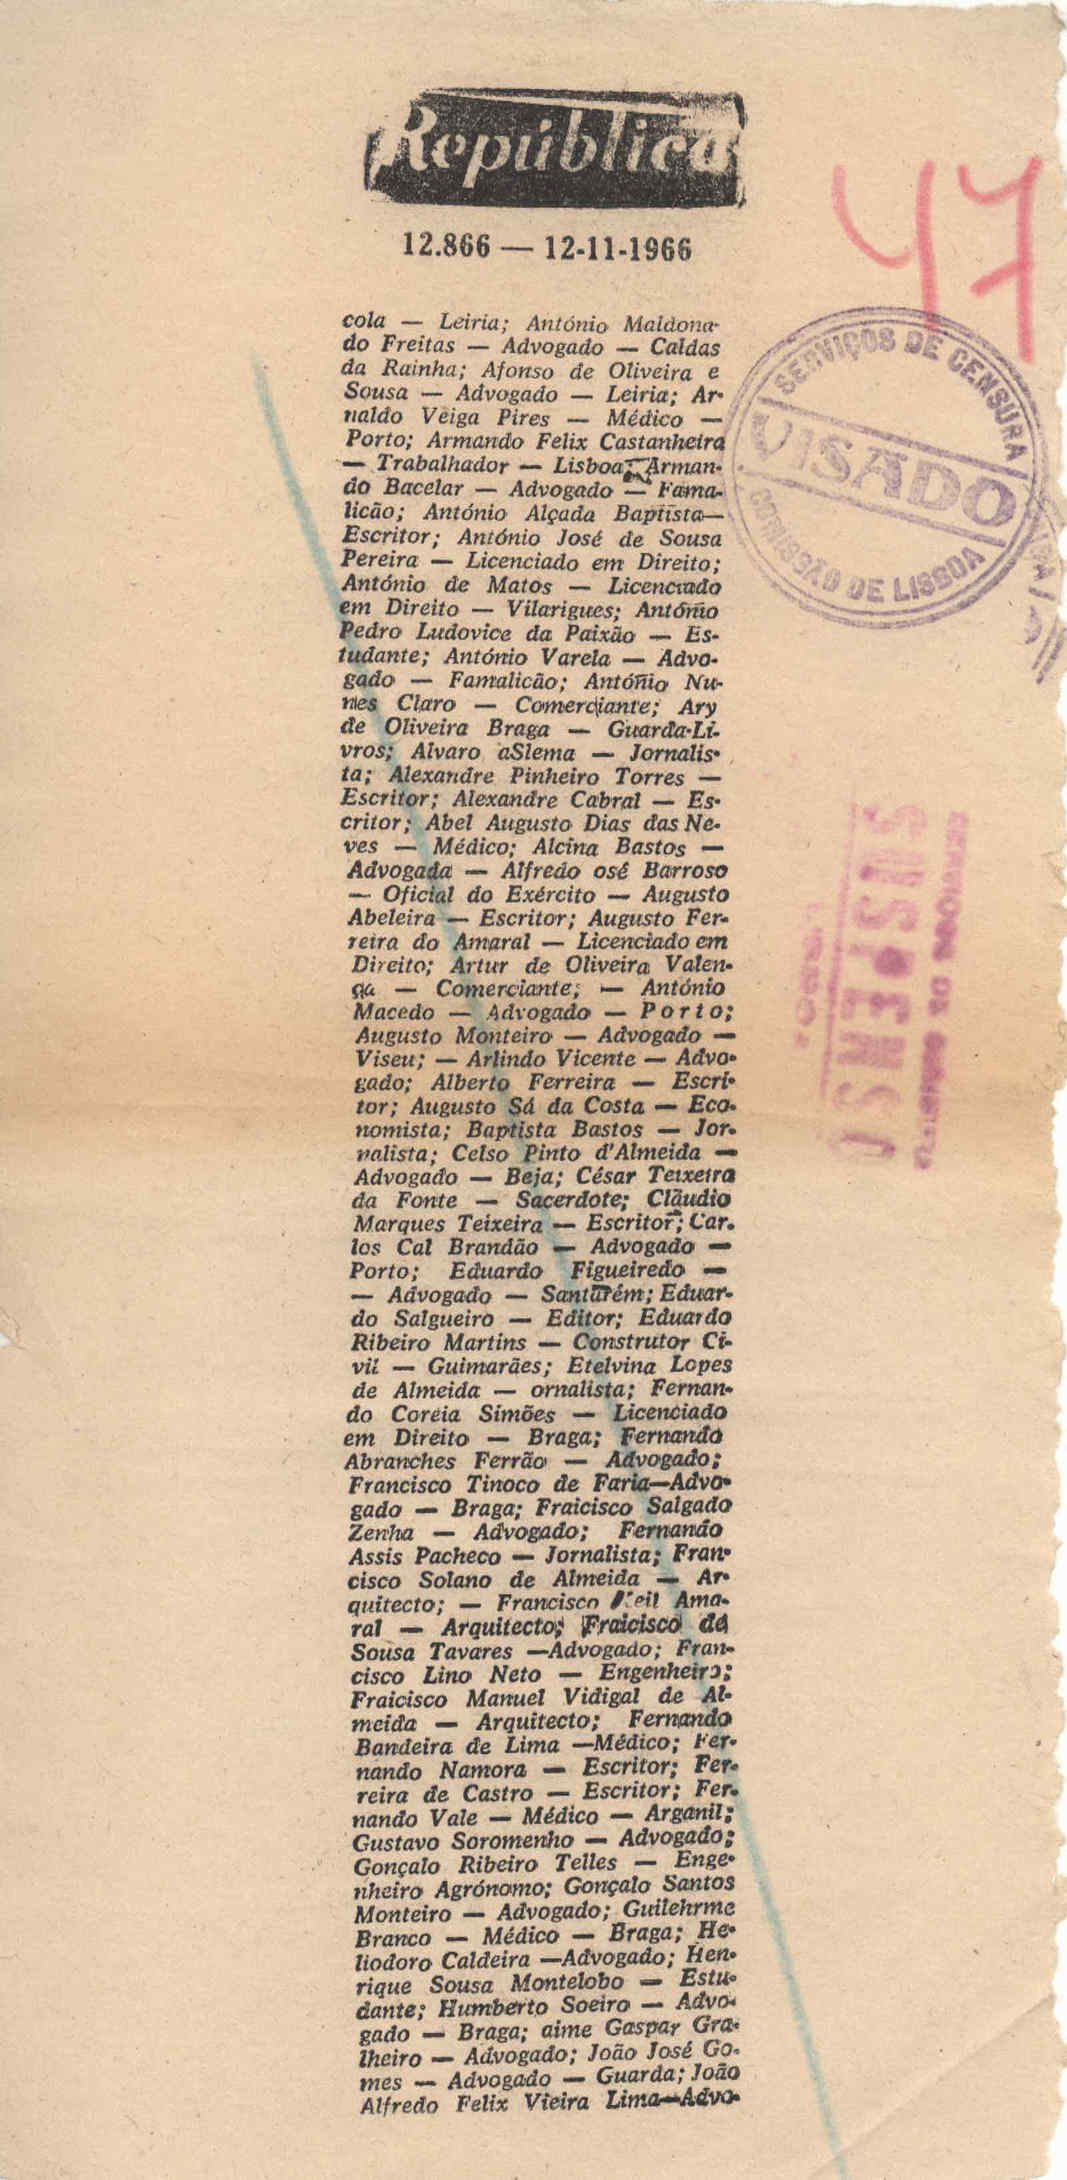 República
12.866 — 12-11-1966
47
SERVIÇOS DE CENSURA
VISADO
COMISSÃO DE LISBOA
SUSPENSO
cola — Leiria; António Maldona-
do Freitas — Advogado — Caldas
da Rainha; Afonso de Oliveira e
Sousa — Advogado — Leiria; Ar-
naldo Veiga Pires — Médico —
Porto; Armando Felix Castanheira
— Trabalhador — Lisboa; Arman-
do Bacelar — Advogado — Fama-
licão; António Alçada Baptista—
Escritor; António José de Sousa
Pereira — Licenciado em Direito;
António de Matos — Licenciado
em Direito — Vilarigues; António
Pedro Ludovice da Paixão — Es-
tudante; António Varela — Advo-
gado — Famalicão; António Nu-
nes Claro — Comerciante; Ary
de Oliveira Braga — Guarda-Li-
vros; Alvaro aSlema — Jornalis-
ta; Alexandre Pinheiro Torres —
Escritor; Alexandre Cabral — Es-
critor; Abel Augusto Dias das Ne-
ves — Médico; Alcina Bastos —
Advogada — Alfredo osé Barroso
— Oficial do Exército — Augusto
Abeleira — Escritor; Augusto Fer-
reira do Amaral — Licenciado em
Direito; Artur de Oliveira Valen-
ça — Comerciante; — António
Macedo — Advogado — Porto;
Augusto Monteiro — Advogado —
Viseu; — Arlindo Vicente — Advo-
gado; Alberto Ferreira — Escri-
tor; Augusto Sá da Costa — Eco-
nomista; Baptista Bastos — Jor-
nalista; Celso Pinto d'Almeida —
Advogado — Beja; César Teixeira
da Fonte — Sacerdote; Cláudio
Marques Teixeira — Escritor; Car-
los Cal Brandão — Advogado —
Porto; Eduardo Figueiredo —
— Advogado — Santarém; Eduar-
do Salgueiro — Editor; Eduardo
Ribeiro Martins — Construtor Ci-
vil — Guimarães; Etelvina Lopes
de Almeida — ornalista; Fernan-
do Coreia Simões — Licenciado
em Direito — Braga; Fernando
Abranches Ferrão — Advogado;
Francisco Tinoco de Faria—Advo-
gado — Braga; Fraicisco Salgado
Zenha — Advogado; Fernando
Assis Pacheco — Jornalista; Fran-
cisco Solano de Almeida — Ar-
quitecto; — Francisco Keil Ama-
ral — Arquitecto; Fraicisco de
Sousa Tavares —Advogado; Fran-
cisco Lino Neto — Engenheiro;
Fraicisco Manuel Vidigal de Al-
meida — Arquitecto; Fernando
Bandeira de Lima —Médico; Fer-
nando Namora — Escritor; Fer-
reira de Castro — Escritor; Fer-
nando Vale — Médico — Arganil;
Gustavo Soromenho — Advogado;
Gonçalo Ribeiro Telles — Enge-
nheiro Agrónomo; Gonçalo Santos
Monteiro — Advogado; Guilehrme
Branco — Médico — Braga; He-
liodoro Caldeira —Advogado; Hen-
rique Sousa Montelobo — Estu-
dante; Humberto Soeiro — Advo-
gado — Braga; aime Gaspar Gra-
lheiro — Advogado; João José Go-
mes — Advogado — Guarda; João
Alfredo Felix Vieira Lima—Advo-